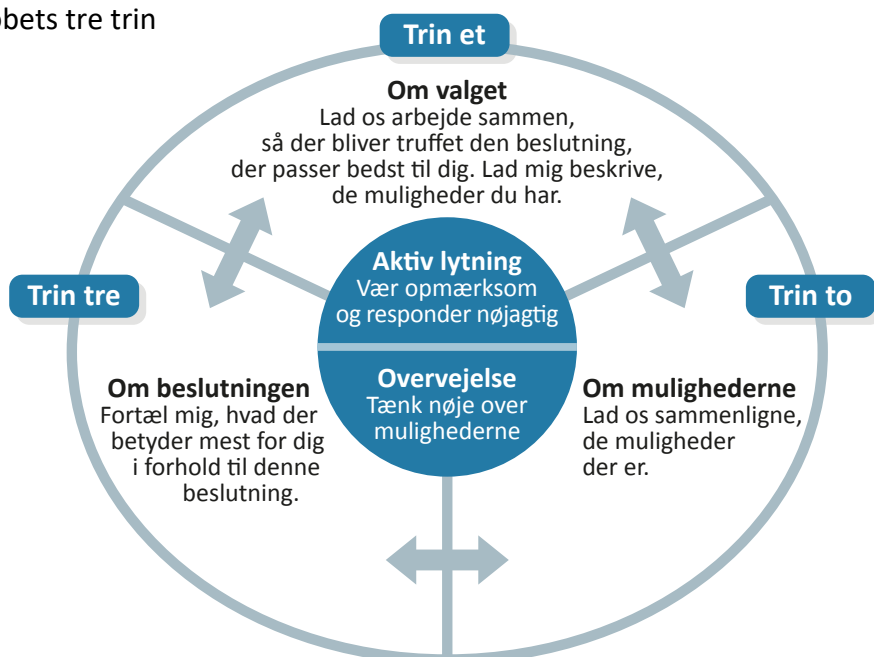 tre trin
Trin et
Om valget
Lad os arbejde sammen,
så der bliver truffet den beslutning,
der passer bedst til dig. Lad mig beskrive,
de muligheder du har.
Aktiv lytning
Vær opmærksom
og responder nøjagtig
Trin tre
Trin to
Overvejelse
Tænk nøje over
mulighederne
Om beslutningen
Fortæl mig, hvad der
betyder mest for dig
i forhold til denne
beslutning.
Om mulighederne
Lad os sammenligne,
de muligheder
der er.